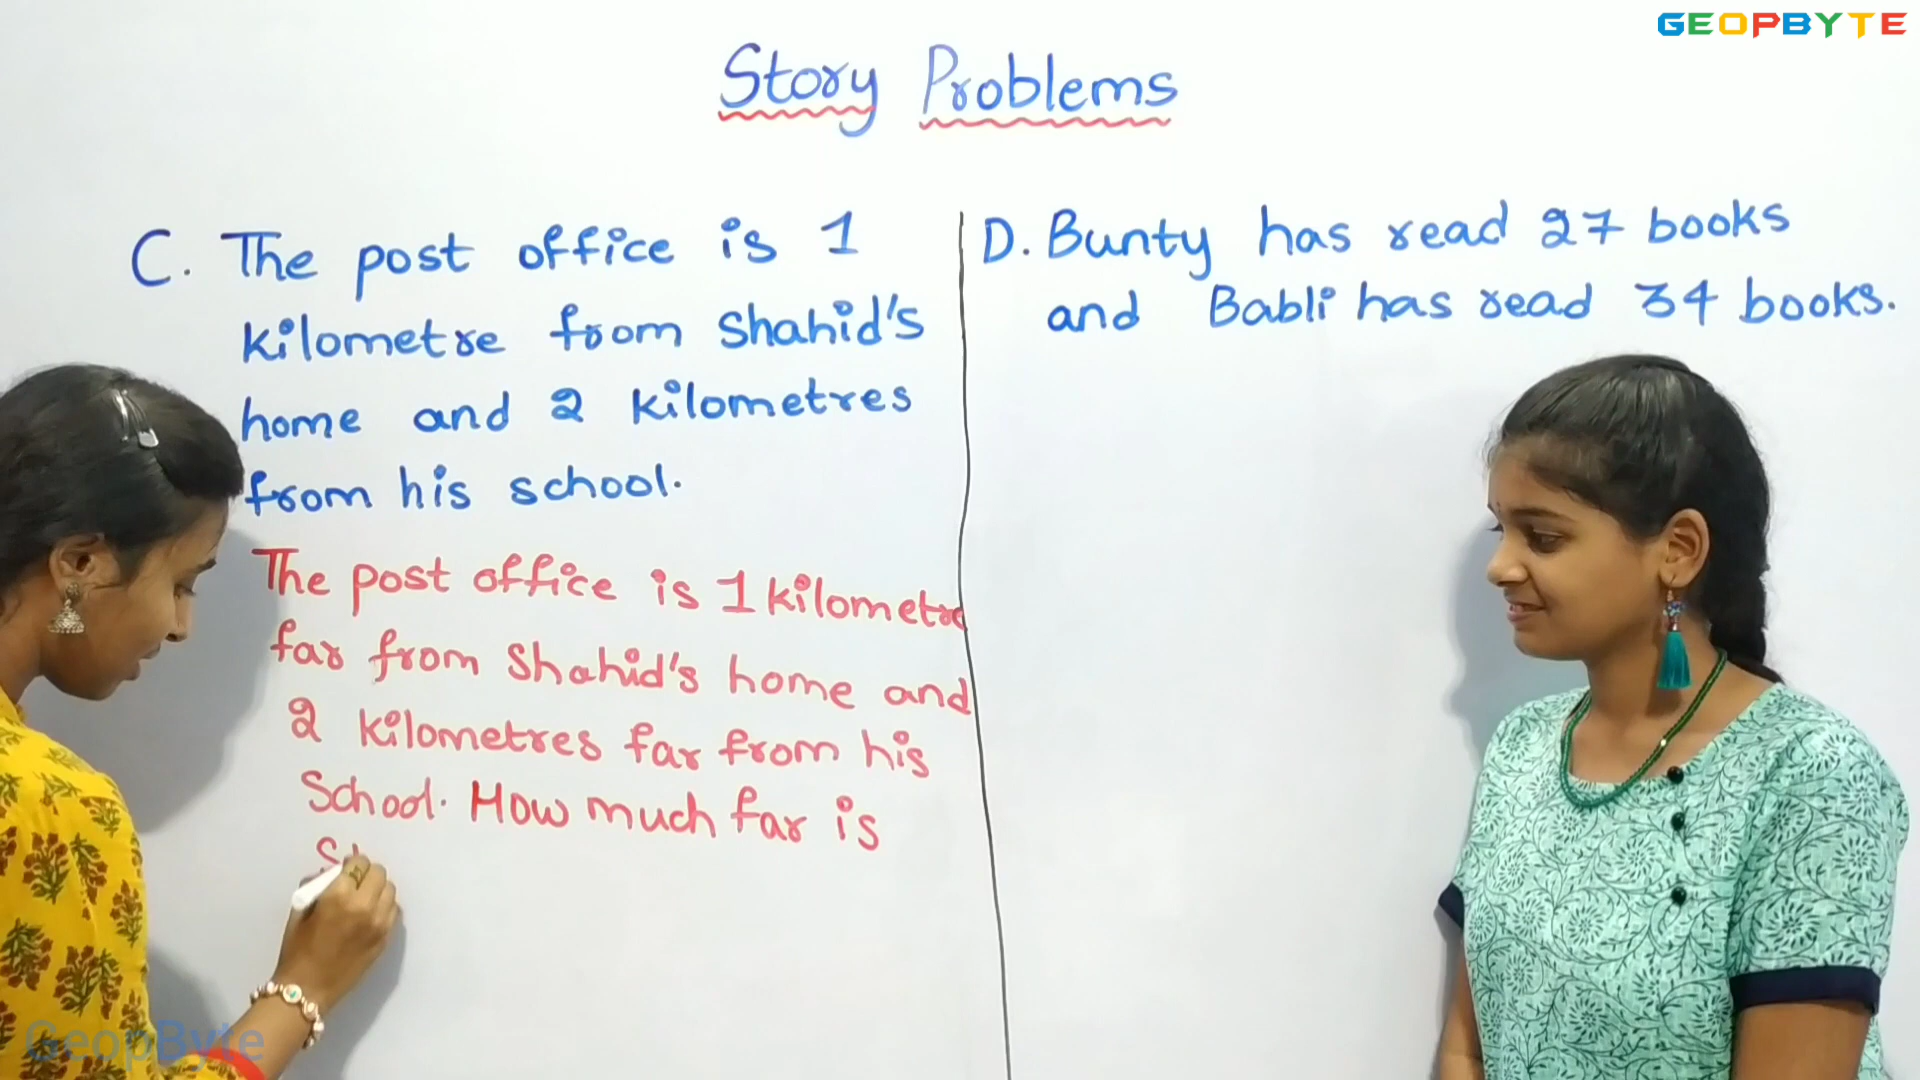 GEOPBYTE
Story Problems
C. The post office is 1
kilometre from Shahid's
home and 2 kilometres
from his school.
The post office is 1 kilometre
far from Shahid's home and
2 kilometres far from his
School. How much far is
D. Bunty has read 27 books
and Babli has read 34 books.
GeopByte